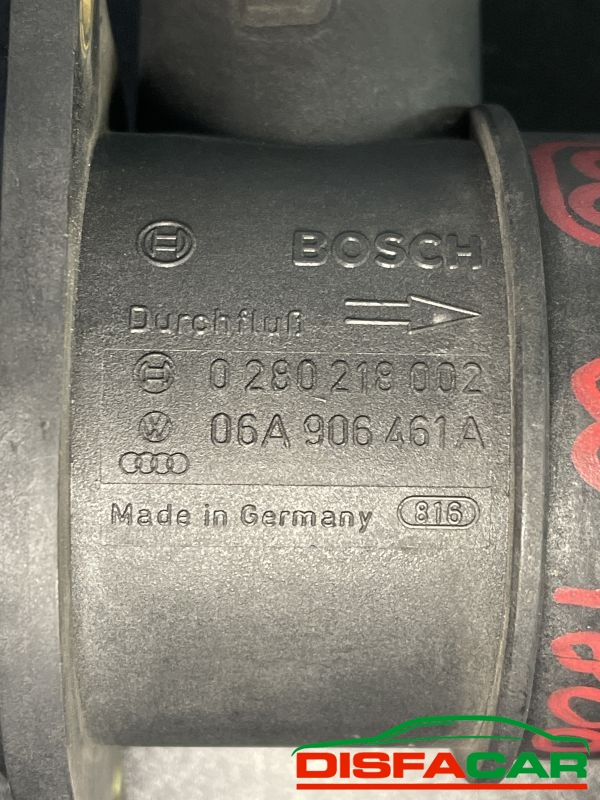 BOSCH
Durchfluß
0 280 218 002
06A 906 461 A
Made in Germany 816
DISFACAR